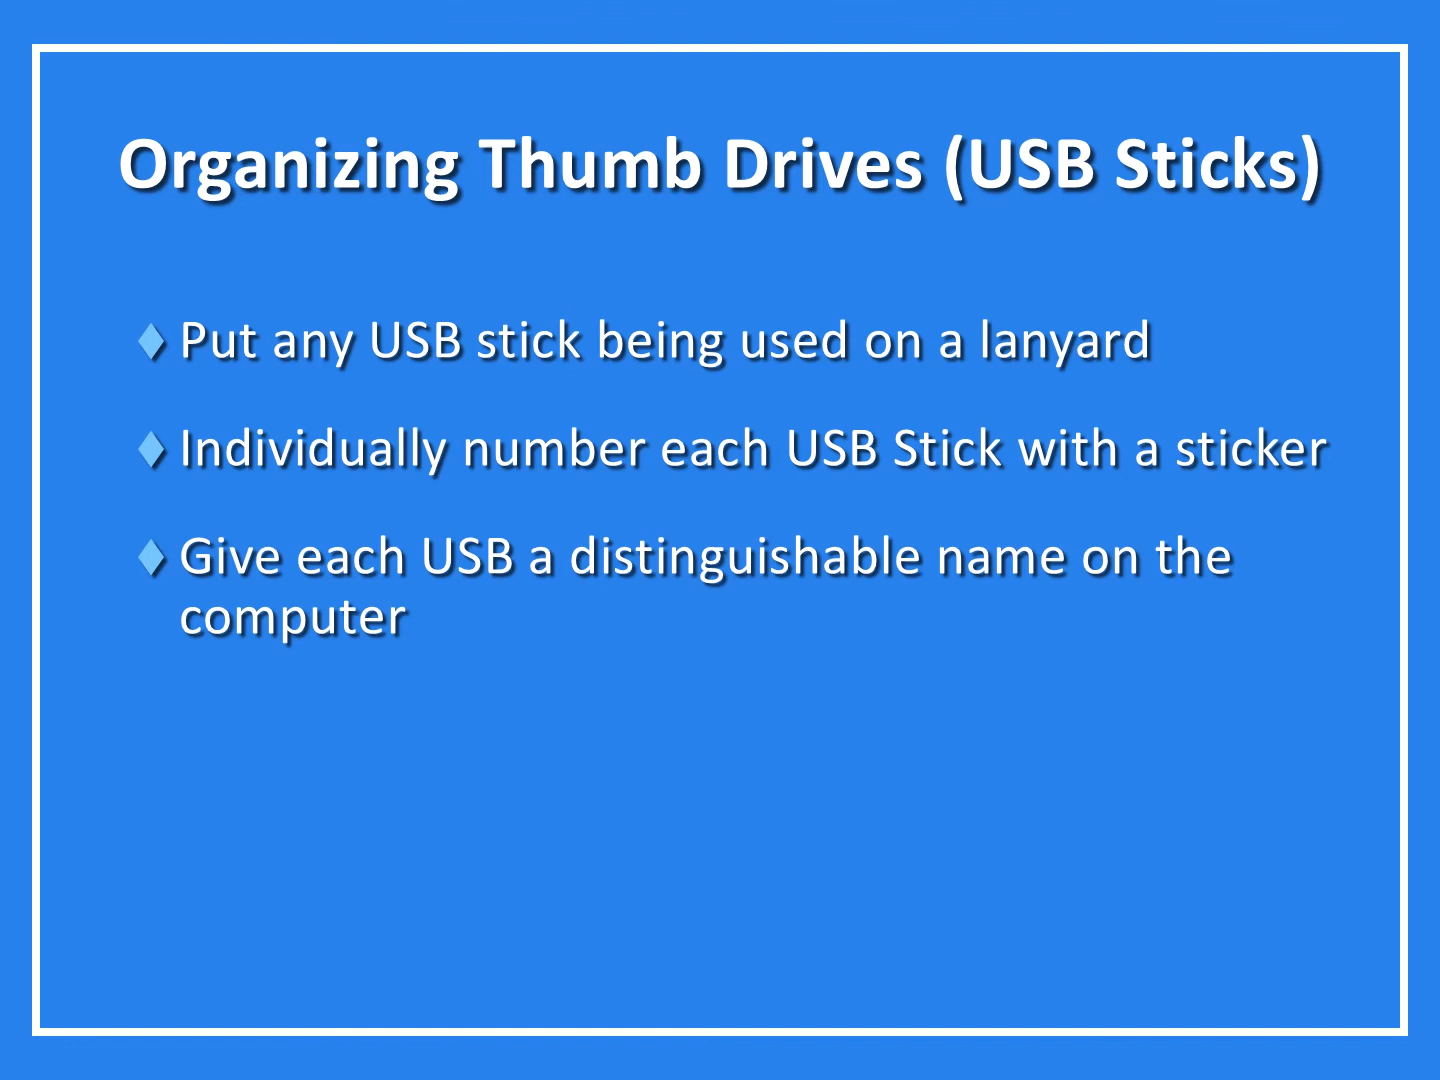 Organizing Thumb Drives (USB Sticks)
Put any USB stick being used on a lanyard
Individually number each USB Stick with a sticker
Give each USB a distinguishable name on the
computer